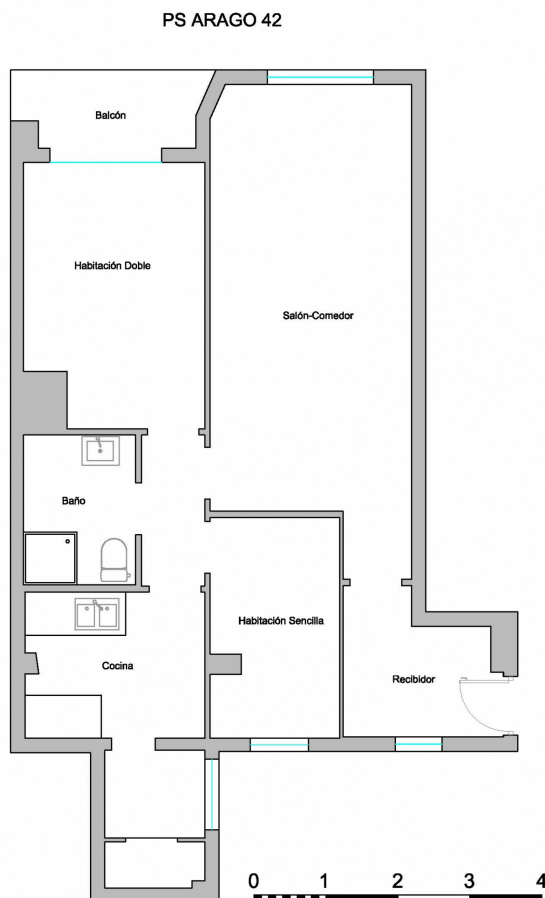 PS ARAGO 42
Balcón
Habitación Doble
Salón-Comedor
Baño
Habitación Sencilla
Cocina
Recibidor
0 1 2 3 4